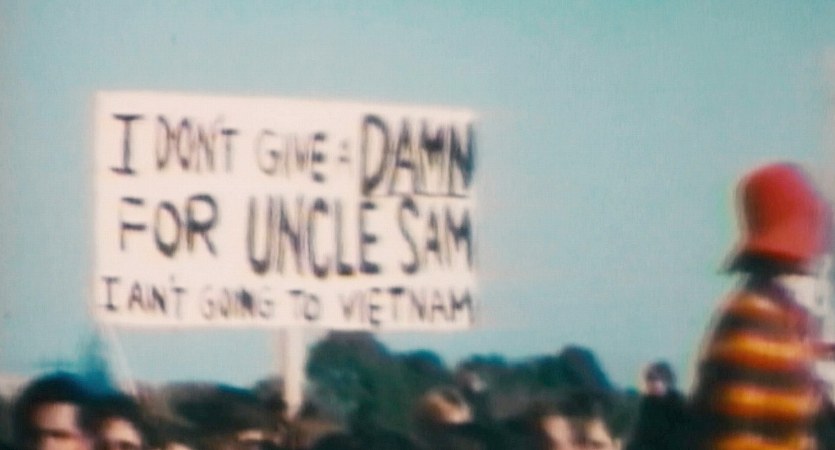 I DON'T GIVE A DAMN
FOR UNCLE SAM
I AIN'T GOING TO VIETNAM